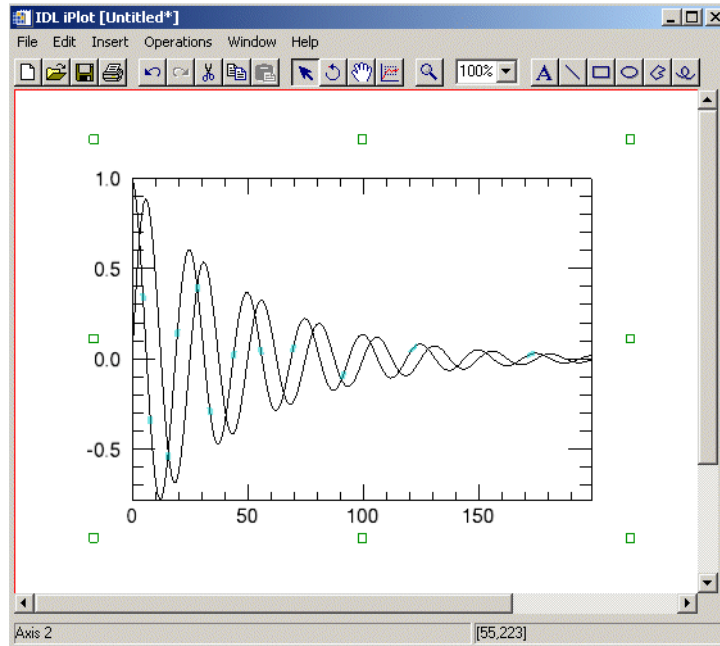 IDL iPlot [Untitled*]
File Edit Insert Operations Window Help
100% A
1.0
0.5
0.0
-0.5
0 50 100 150
Axis 2 [55,223]